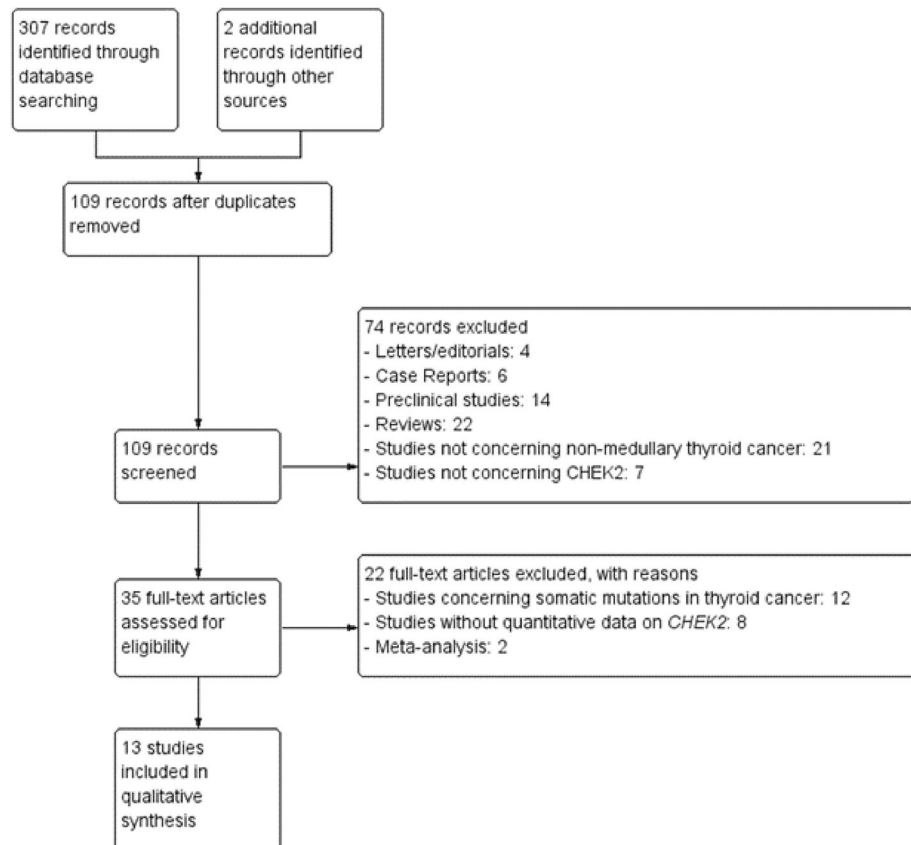 307 records
identified through
database
searching
2 additional
records identified
through other
sources
109 records after duplicates
removed
74 records excluded
- Letters/editorials: 4
- Case Reports: 6
- Preclinical studies: 14
- Reviews: 22
- Studies not concerning non-medullary thyroid cancer: 21
- Studies not concerning CHEK2: 7
109 records
screened
35 full-text articles
assessed for
eligibility
22 full-text articles excluded, with reasons
- Studies concerning somatic mutations in thyroid cancer: 12
- Studies without quantitative data on CHEK2: 8
- Meta-analysis: 2
13 studies
included in
qualitative
synthesis